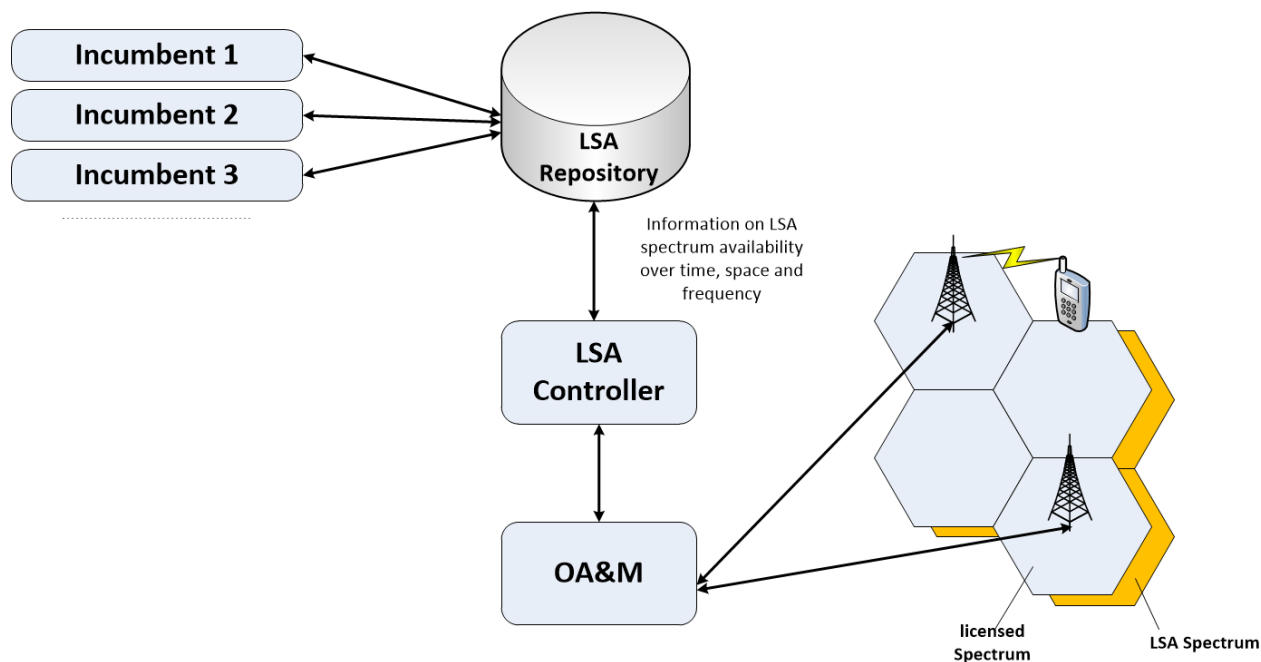 Incumbent 1
Incumbent 2
Incumbent 3
LSA
Repository
Information on LSA
spectrum availability
over time, space and
frequency
LSA
Controller
OA&M
licensed
Spectrum
LSA Spectrum